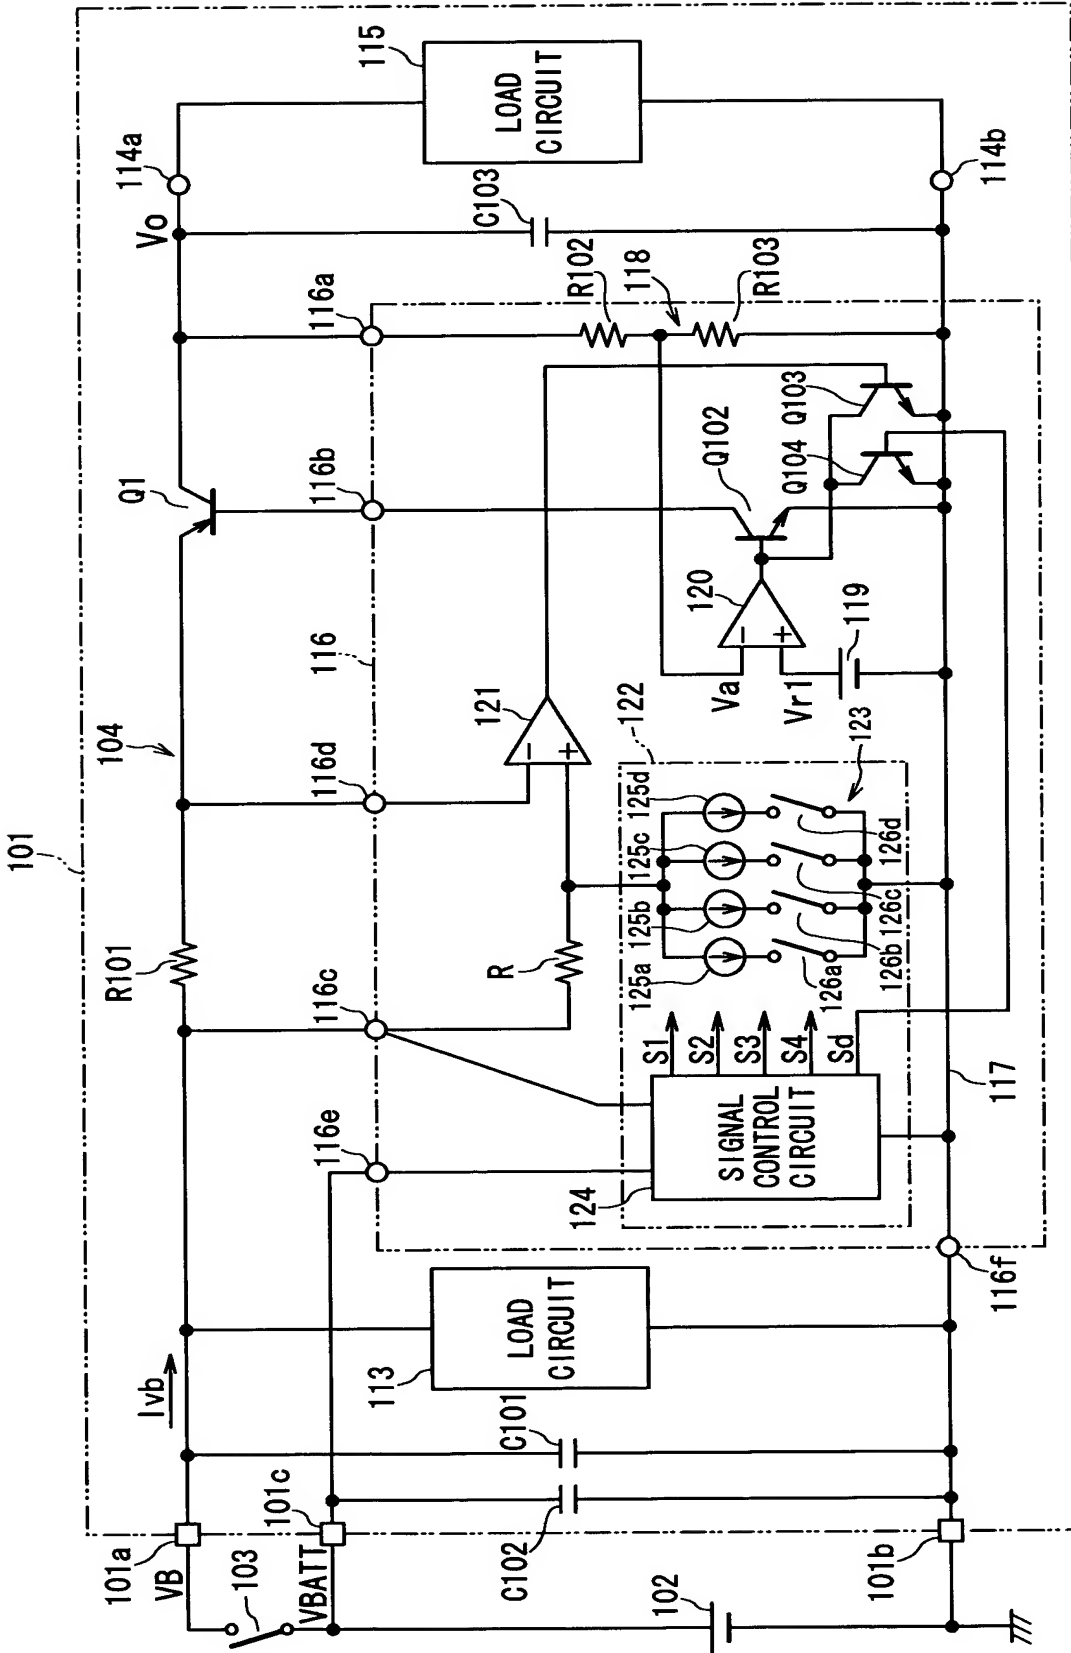 101
101a
VB
103
101c
VBATT
102
101b
C102
C101
Ivb
113
LOAD
CIRCUIT
116f
R101
104
Q1
Vo
114a
115
LOAD
CIRCUIT
C103
114b
116
116e
116c
116d
116b
116a
R
121
R102
118
R103
122
124
SIGNAL
CONTROL
CIRCUIT
S1
S2
S3
S4
Sd
125a
125b
125c
125d
126a
126b
126c
126d
123
Va
Vr1
119
120
Q102
Q104
Q103
117